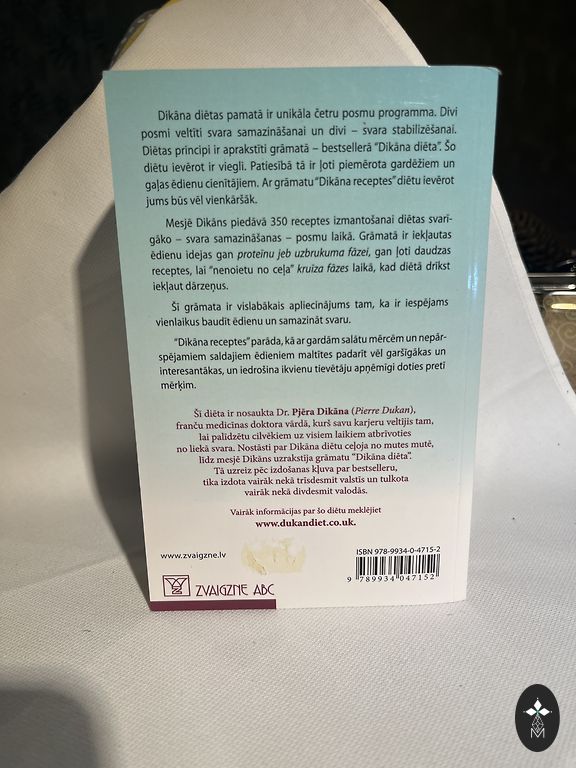 Dikāna diētas pamatā ir unikāla četru posmu programma. Divi
posmi veltīti svara samazināšanai un divi – svara stabilizēšanai.
Diētas principi ir aprakstīti grāmatā – bestsellerā “Dikāna diēta”. Šo
diētu ievērot ir viegli. Patiesībā tā ir ļoti piemērota gardēžiem un
gaļas ēdienu cienītājiem. Ar grāmatu “Dikāna receptes” diētu ievērot
jums būs vēl vienkāršāk.
Mesjē Dikāns piedāvā 350 receptes izmantošanai diētas svarī-
gāko – svara samazināšanas – posmu laikā. Grāmatā ir iekļautas
ēdienu idejas gan proteīnu jeb uzbrukuma fāzei, gan ļoti daudzas
receptes, lai “nenoietu no ceļa” kruīza fāzes laikā, kad diētā drīkst
iekļaut dārzeņus.
Šī grāmata ir vislabākais apliecinājums tam, ka ir iespējams
vienlaikus baudīt ēdienu un samazināt svaru.
“Dikāna receptes” parāda, kā ar gardām salātu mērcēm un nepār-
spējamiem saldajiem ēdieniem maltītes padarīt vēl garšīgākas un
interesantākas, un iedrošina ikvienu tievētāju apņēmīgi doties preti
mērķim.
Šī diēta ir nosaukta Dr. Pjēra Dikāna (Pierre Dukan),
franču medicīnas doktora vārdā, kurš savu karjeru veltījis tam,
lai palīdzētu cilvēkiem uz visiem laikiem atbrīvoties
no liekā svara. Nostāsti par Dikāna diētu ceļoja no mutes mutē,
līdz mesjē Dikāns uzrakstīja grāmatu “Dikāna diēta”.
Tā uzreiz pēc izdošanas kļuva par bestselleru,
tika izdota vairāk nekā trīsdesmit valstīs un tulkota
vairāk nekā divdesmit valodās.
Vairāk informācijas par šo diētu meklējiet
www.dukandiet.co.uk.
www.zvaigzne.lv
ISBN 978-9934-0-4715-2
9 789934 047152
ZVAIGZNE ABC
M